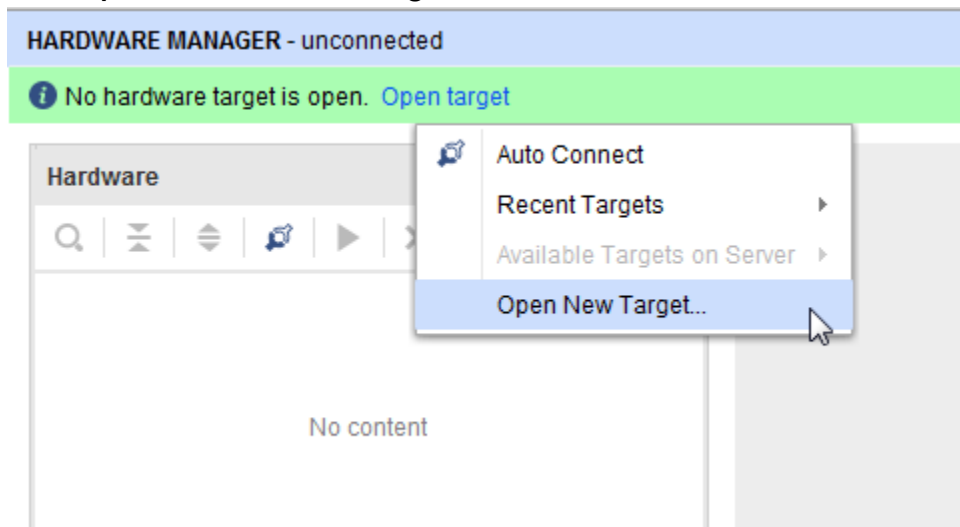 HARDWARE MANAGER - unconnected
No hardware target is open. Open target
Hardware
Auto Connect
Recent Targets
Available Targets on Server
Open New Target...
No content